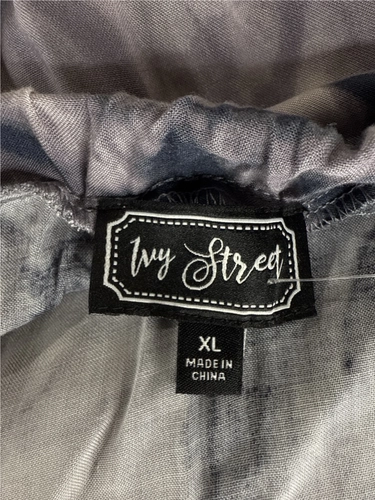 Ivy Street
XL
MADE IN
CHINA